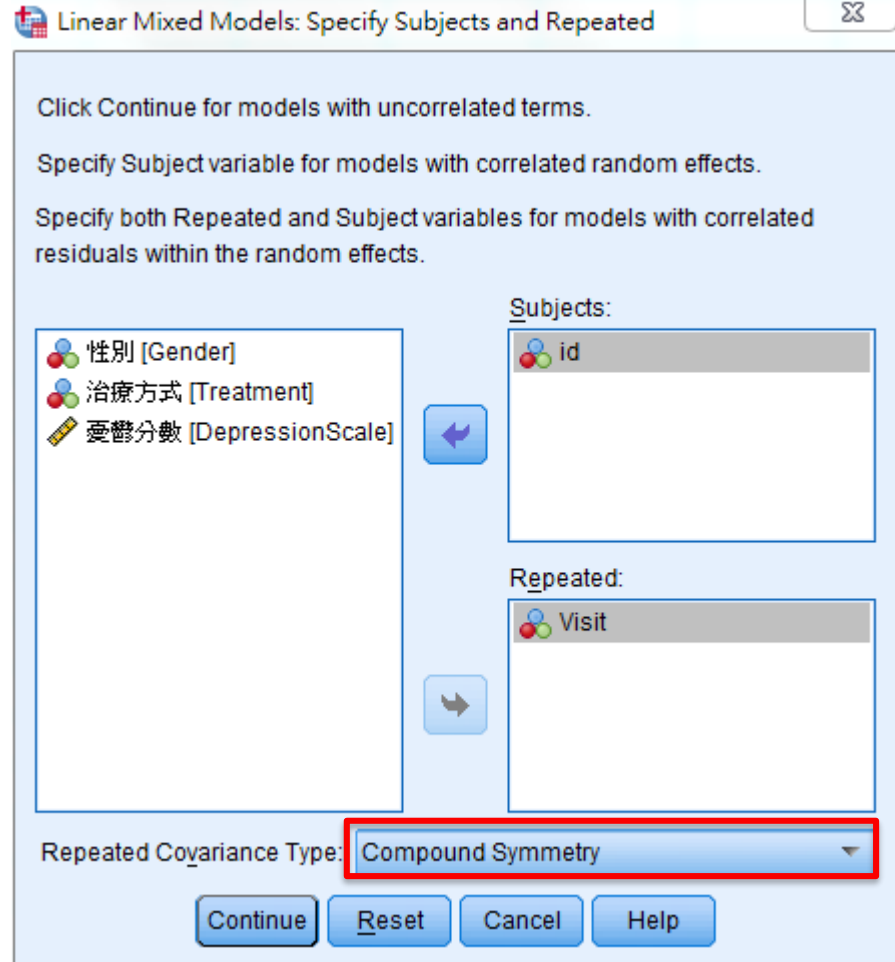 Linear Mixed Models: Specify Subjects and Repeated
Click Continue for models with uncorrelated terms.
Specify Subject variable for models with correlated random effects.
Specify both Repeated and Subject variables for models with correlated
residuals within the random effects.
Subjects:
性別 [Gender]
治療方式 [Treatment]
憂鬱分數 [DepressionScale]
id
Repeated:
Visit
Repeated Covariance Type: Compound Symmetry
Continue Reset Cancel Help